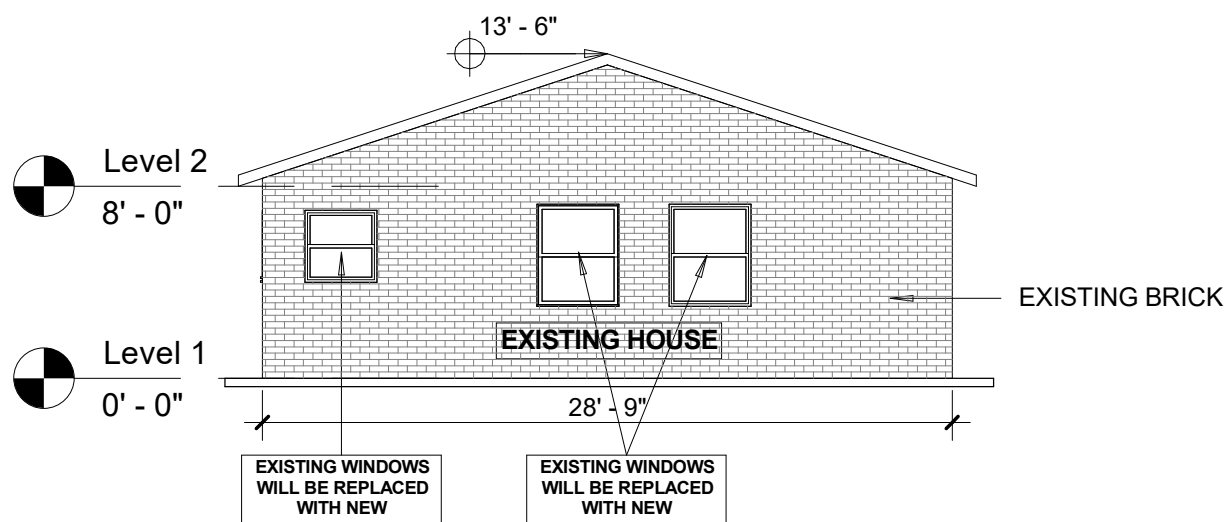 13' - 6"
Level 2
8' - 0"
EXISTING BRICK
EXISTING HOUSE
Level 1
0' - 0"
28' - 9"
EXISTING WINDOWS
WILL BE REPLACED
WITH NEW
EXISTING WINDOWS
WILL BE REPLACED
WITH NEW